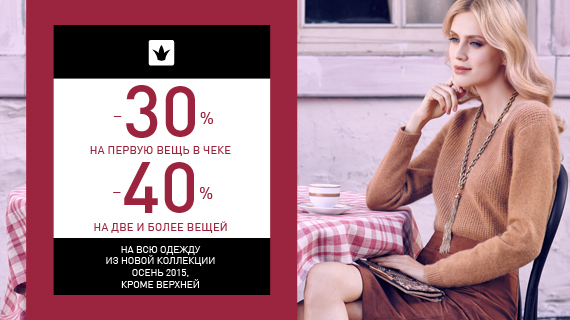 -30%
НА ПЕРВУЮ ВЕЩЬ В ЧЕКЕ
-40%
НА ДВЕ И БОЛЕЕ ВЕЩЕЙ
НА ВСЮ ОДЕЖДУ
ИЗ НОВОЙ КОЛЛЕКЦИИ
ОСЕНЬ 2015,
КРОМЕ ВЕРХНЕЙ